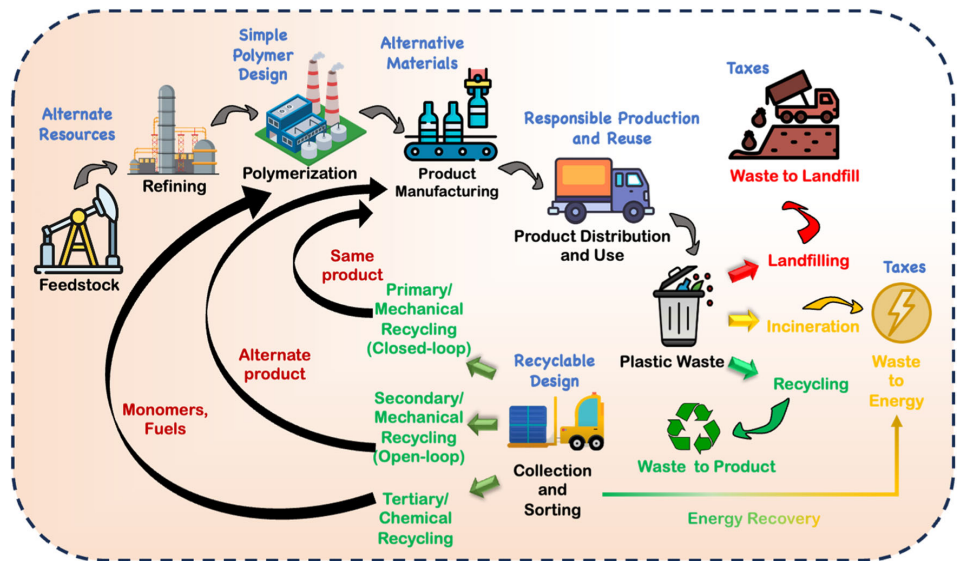 Simple
Polymer
Design
Alternative
Materials
Taxes
Alternate
Resources
Responsible Production
and Reuse
Refining
Polymerization
Product
Manufacturing
Waste to Landfill
Product Distribution
and Use
Feedstock
Same
product
Landfilling
Taxes
Primary/
Mechanical
Recycling
(Closed-loop)
Incineration
Plastic Waste
Alternate
product
Recyclable
Design
Waste
to
Energy
Recycling
Monomers,
Fuels
Secondary/
Mechanical
Recycling
(Open-loop)
Waste to Product
Collection
and
Sorting
Tertiary/
Chemical
Recycling
Energy Recovery